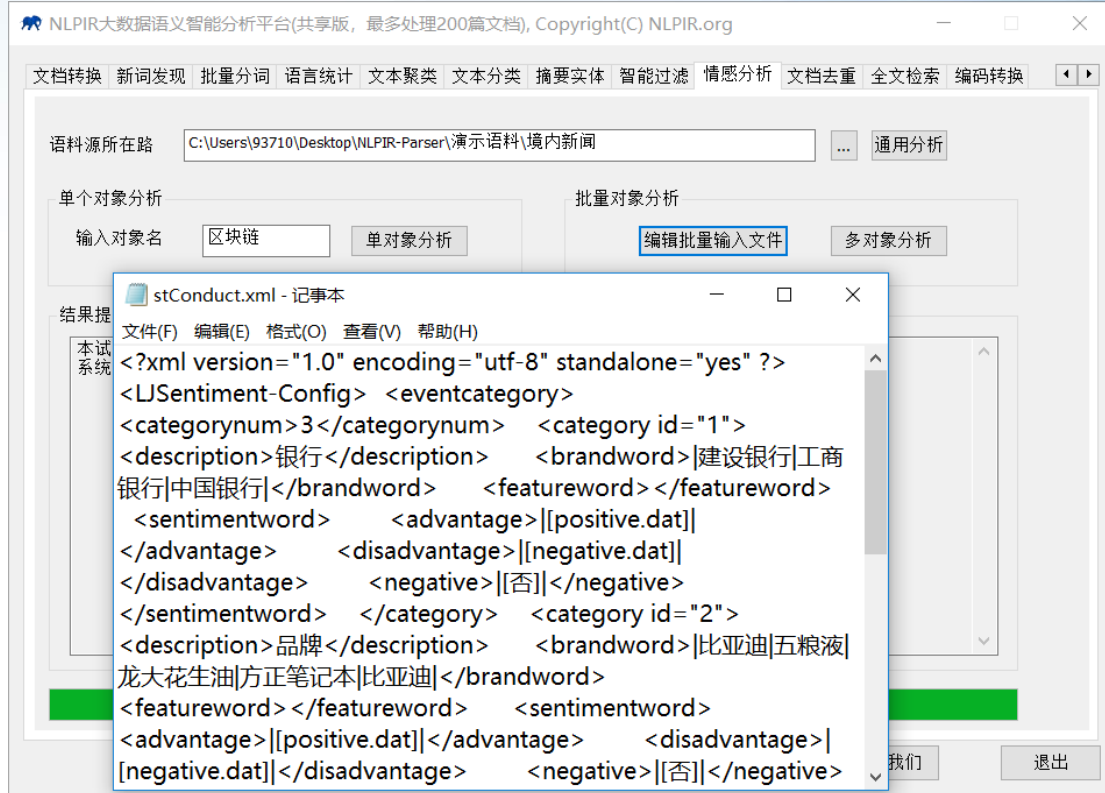 NLPIR大数据语义智能分析平台(共享版，最多处理200篇文档), Copyright(C) NLPIR.org
文档转换 新词发现 批量分词 语言统计 文本聚类 文本分类 摘要实体 智能过滤 情感分析 文档去重 全文检索 编码转换
语料源所在路 C:\Users\93710\Desktop\NLPIR-Parser\演示语料\境内新闻 ... 通用分析
单个对象分析 批量对象分析
输入对象名 区块链 单对象分析 编辑批量输入文件 多对象分析
结果提
本试
系统
stConduct.xml - 记事本
文件(F) 编辑(E) 格式(O) 查看(V) 帮助(H)
<?xml version="1.0" encoding="utf-8" standalone="yes" ?>
<LJSentiment-Config> <eventcategory>
<categorynum>3</categorynum> <category id="1">
<description>银行</description> <brandword>|建设银行|工商
银行|中国银行|</brandword> <featureword></featureword>
<sentimentword> <advantage>|[positive.dat]|
</advantage> <disadvantage>|[negative.dat]|
</disadvantage> <negative>|[否]|</negative>
</sentimentword> </category> <category id="2">
<description>品牌</description> <brandword>|比亚迪|五粮液|
龙大花生油|方正笔记本|比亚迪|</brandword>
<featureword></featureword> <sentimentword>
<advantage>|[positive.dat]|</advantage> <disadvantage>|
[negative.dat]|</disadvantage> <negative>|[否]|</negative>
我们 退出